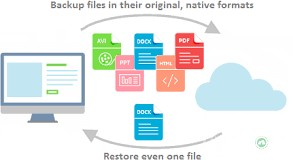 Backup files in their original, native formats
AVI
DOCX
PDF
PPT
HTML
DOCX
Restore even one file